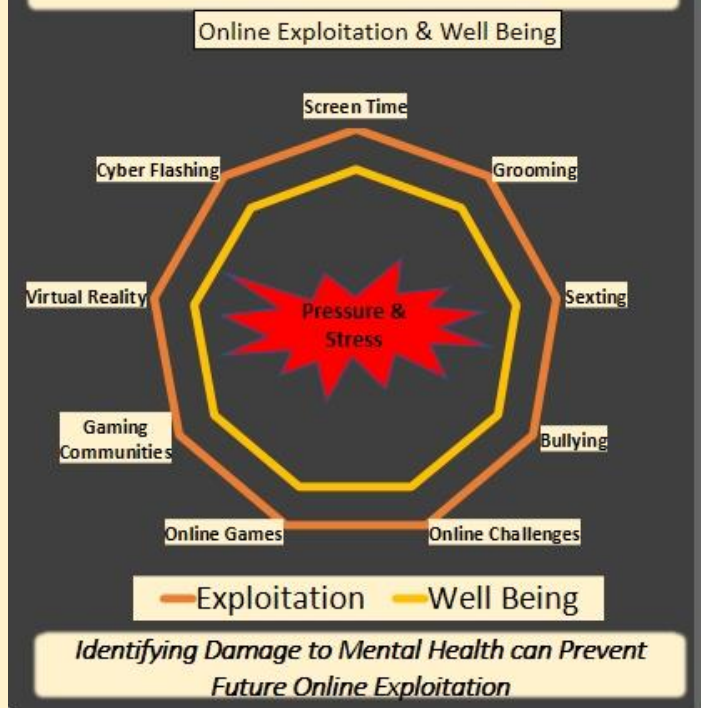 Online Exploitation & Well Being
Screen Time
Cyber Flashing
Grooming
Virtual Reality
Sexting
Pressure &
Stress
Gaming
Communities
Bullying
Online Games
Online Challenges
Exploitation
Well Being
Identifying Damage to Mental Health can Prevent
Future Online Exploitation